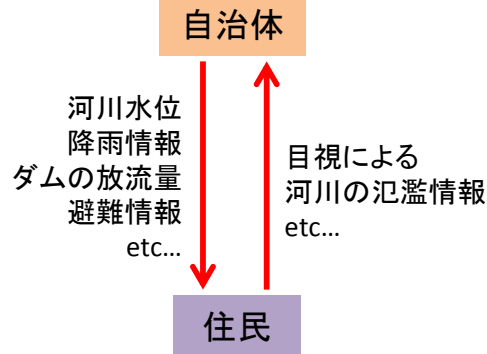 自治体
河川水位
降雨情報
ダムの放流量
避難情報
etc...
目視による
河川の氾濫情報
etc...
住民